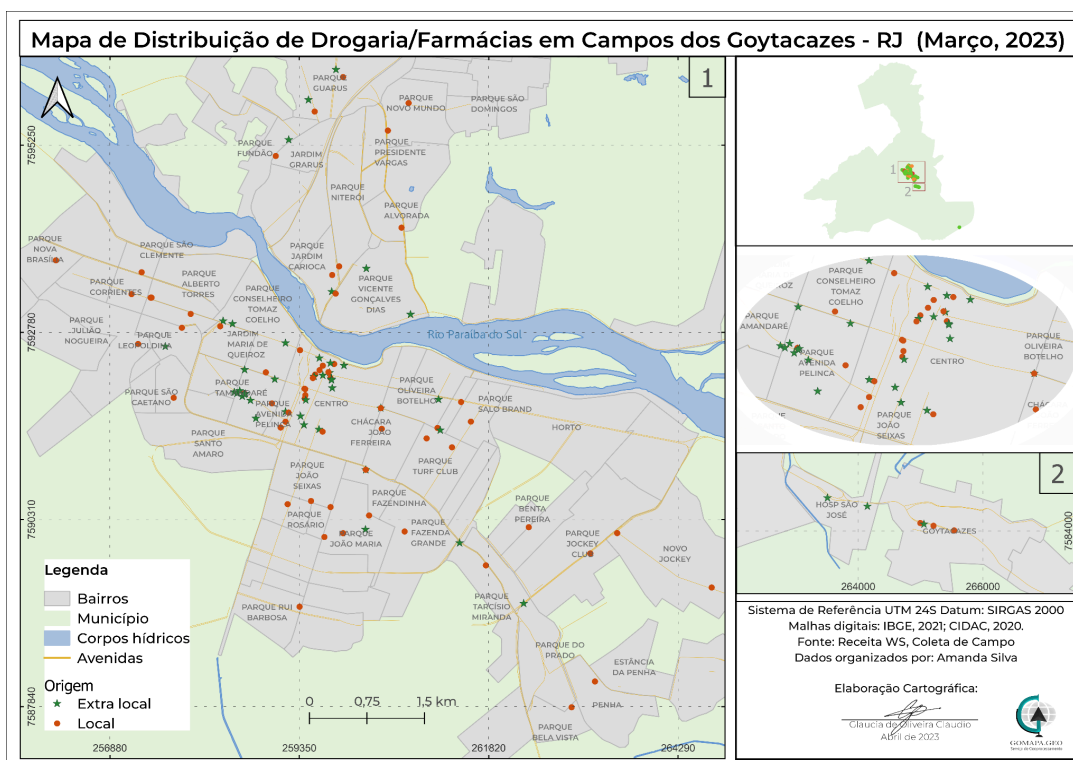 Mapa de Distribuição de Drogaria/Farmácias em Campos dos Goytacazes - RJ (Março, 2023)
1
PARQUE
GUARUS
PARQUE
NOVO MUNDO
PARQUE SÃO
DOMINGOS
7595250
PARQUE
FUNDÃO
JARDIM
GRARUS
PARQUE
PRESIDENTE
VARGAS
PARQUE
NITERÓI
PARQUE
ALVORADA
PARQUE
NOVA
BRASÍLIA
PARQUE SÃO
CLEMENTE
PARQUE
JARDIM
CARIOCA
PARQUE
CORRIENTES
PARQUE
ALBERTO
TORRES
PARQUE
CONSELHEIRO
TOMAZ
COELHO
PARQUE
VICENTE
GONÇALVES
DIAS
PARQUE
JULIÃO
NOGUEIRA
PARQUE
LEOPOLDINA
JARDIM
MARIA DE
QUEIROZ
Rio Paraíba do Sul
7592780
PARQUE SÃO
CAETANO
PARQUE
TAMANDARÉ
PARQUE
AVENIDA
PELINCA
CENTRO
PARQUE
OLIVEIRA
BOTELHO
PARQUE
SALO BRAND
CHÁCARA
JOÃO
FERREIRA
HORTO
PARQUE
SANTO
AMARO
PARQUE
TURF CLUB
PARQUE
JOÃO
SEIXAS
PARQUE
FAZENDINHA
PARQUE
ROSÁRIO
PARQUE
JOÃO MARIA
PARQUE
FAZENDA
GRANDE
PARQUE
BENTA
PEREIRA
PARQUE
JOCKEY
CLUB
NOVO
JOCKEY
7590310
PARQUE RUI
BARBOSA
PARQUE
TARCÍSIO
MIRANDA
PARQUE DO
PRADO
ESTÂNCIA
DA PENHA
PENHA
PARQUE
BELA VISTA
7587840
Legenda
Bairros
Município
Corpos hídricos
Avenidas
Origem
Extra local
Local
0 0,75 1,5 km
256880 259350 261820 264290
1
2
PARQUE
CONSELHEIRO
TOMAZ
COELHO
ROZ
PARQUE
AMANDARÉ
PARQUE
AVENIDA
PELINCA
CENTRO
PARQUE
OLIVEIRA
BOTELHO
CHÁC
JO
PARQUE
JOÃO
SEIXAS
2
HOSP SÃO
JOSÉ
GOYTACAZES
7584000
264000 266000
Sistema de Referência UTM 24S Datum: SIRGAS 2000
Malhas digitais: IBGE, 2021; CIDAC, 2020.
Fonte: Receita WS, Coleta de Campo
Dados organizados por: Amanda Silva
Elaboração Cartográfica:
Glaucia de Oliveira Claudio
Abril de 2023
GOMAPA.GEO